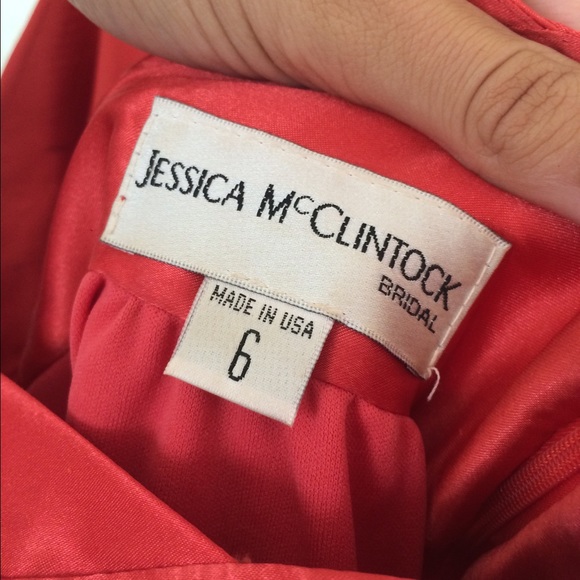 JESSICA MCCLINTOCK
BRIDAL
MADE IN USA
6